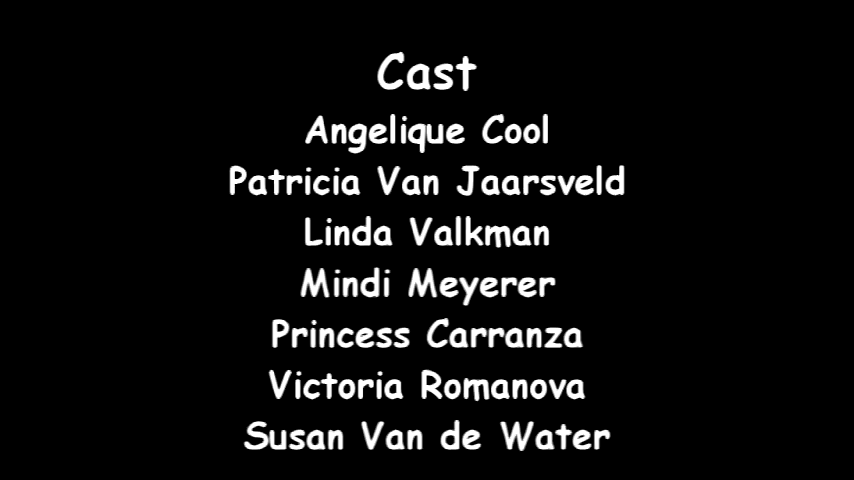 Cast
Angelique Cool
Patricia Van Jaarsveld
Linda Valkman
Mindi Meyerer
Princess Carranza
Victoria Romanova
Susan Van de Water